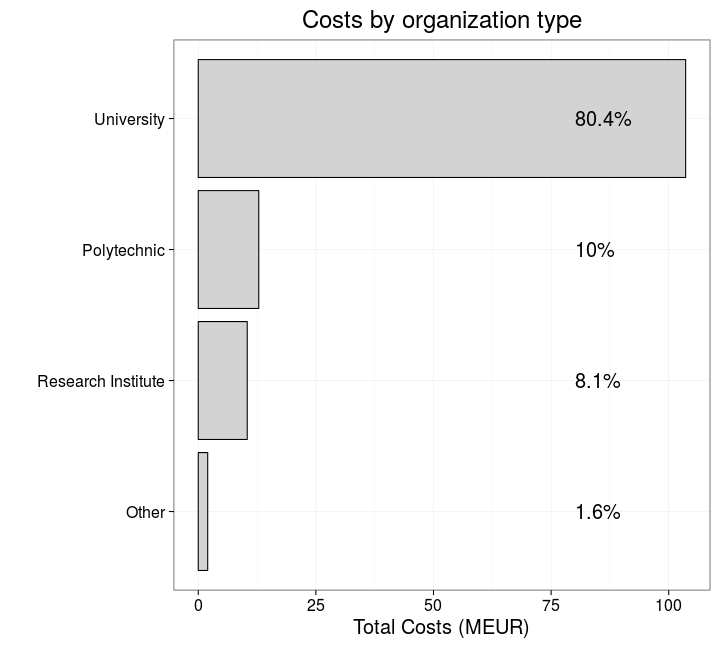 Costs by organization type
University
80.4%
Polytechnic
10%
Research Institute
8.1%
Other
1.6%
0 25 50 75 100
Total Costs (MEUR)